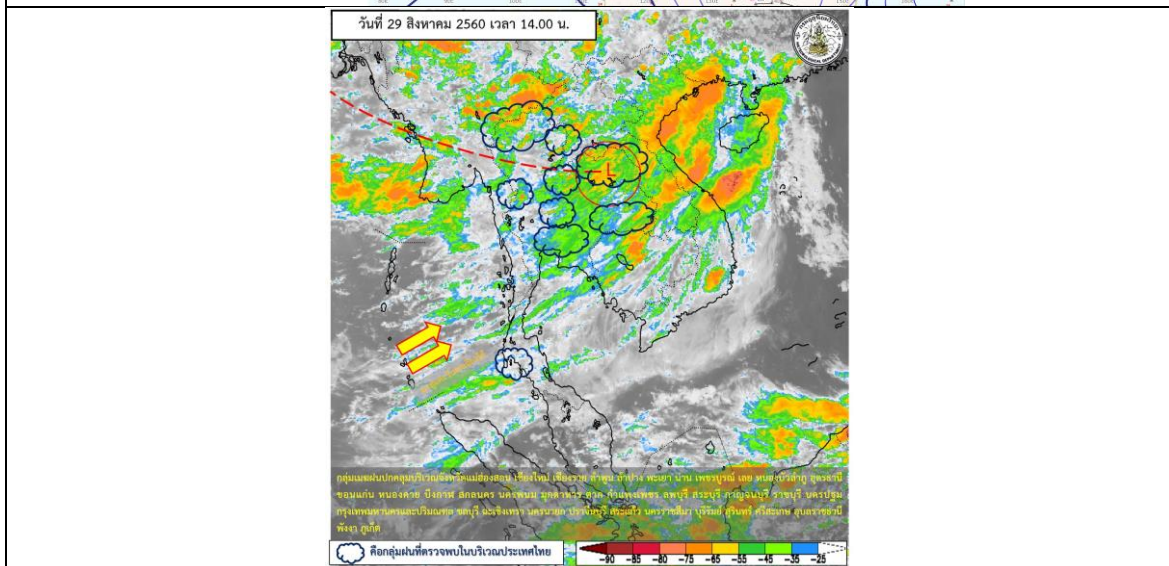 วันที่ 29 สิงหาคม 2560 เวลา 14.00 น.
L
กลุ่มเมฆฝนปกคลุมบริเวณจังหวัดแม่ฮ่องสอน เชียงใหม่ เชียงราย ลำพูน ลำปาง พะเยา น่าน เพชรบูรณ์ เลย หนองบัวลำภู อุดรธานี
ขอนแก่น หนองคาย บึงกาฬ สกลนคร นครพนม มุกดาหาร ตาก กำแพงเพชร ลพบุรี สระบุรี กาญจนบุรี ราชบุรี นครปฐม
กรุงเทพมหานครและปริมณฑล ชลบุรี ฉะเชิงเทรา นครนายก ปราจีนบุรี สระแก้ว นครราชสีมา บุรีรัมย์ สุรินทร์ ศรีสะเกษ อุบลราชธานี
พังงา ภูเก็ต
คือกลุ่มฝนที่ตรวจพบในบริเวณประเทศไทย
-90 -85 -80 -75 -65 -55 -45 -35 -25